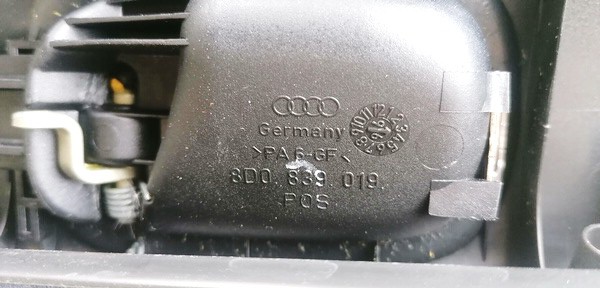 Germany
>PA6-GF<
8D0. 839. 019.
POS